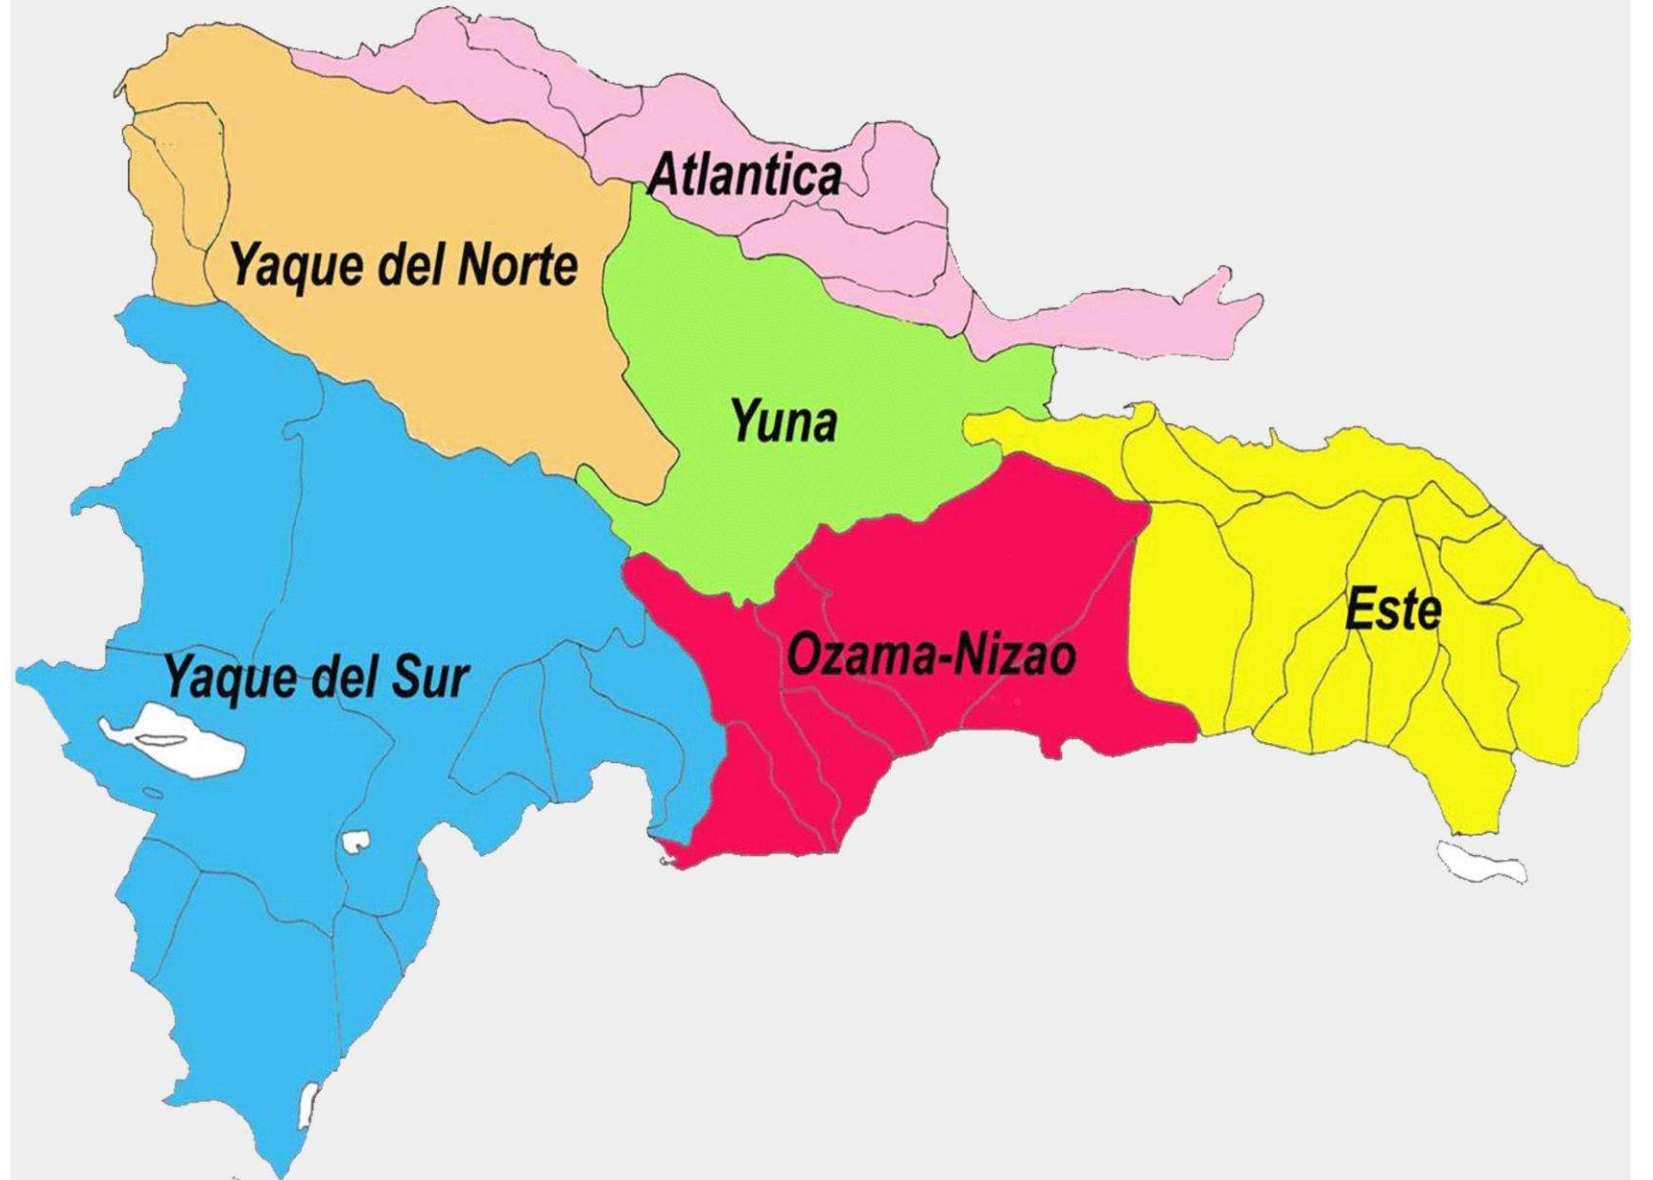 Atlantica
Yaque del Norte
Yuna
Este
Ozama-Nizao
Yaque del Sur